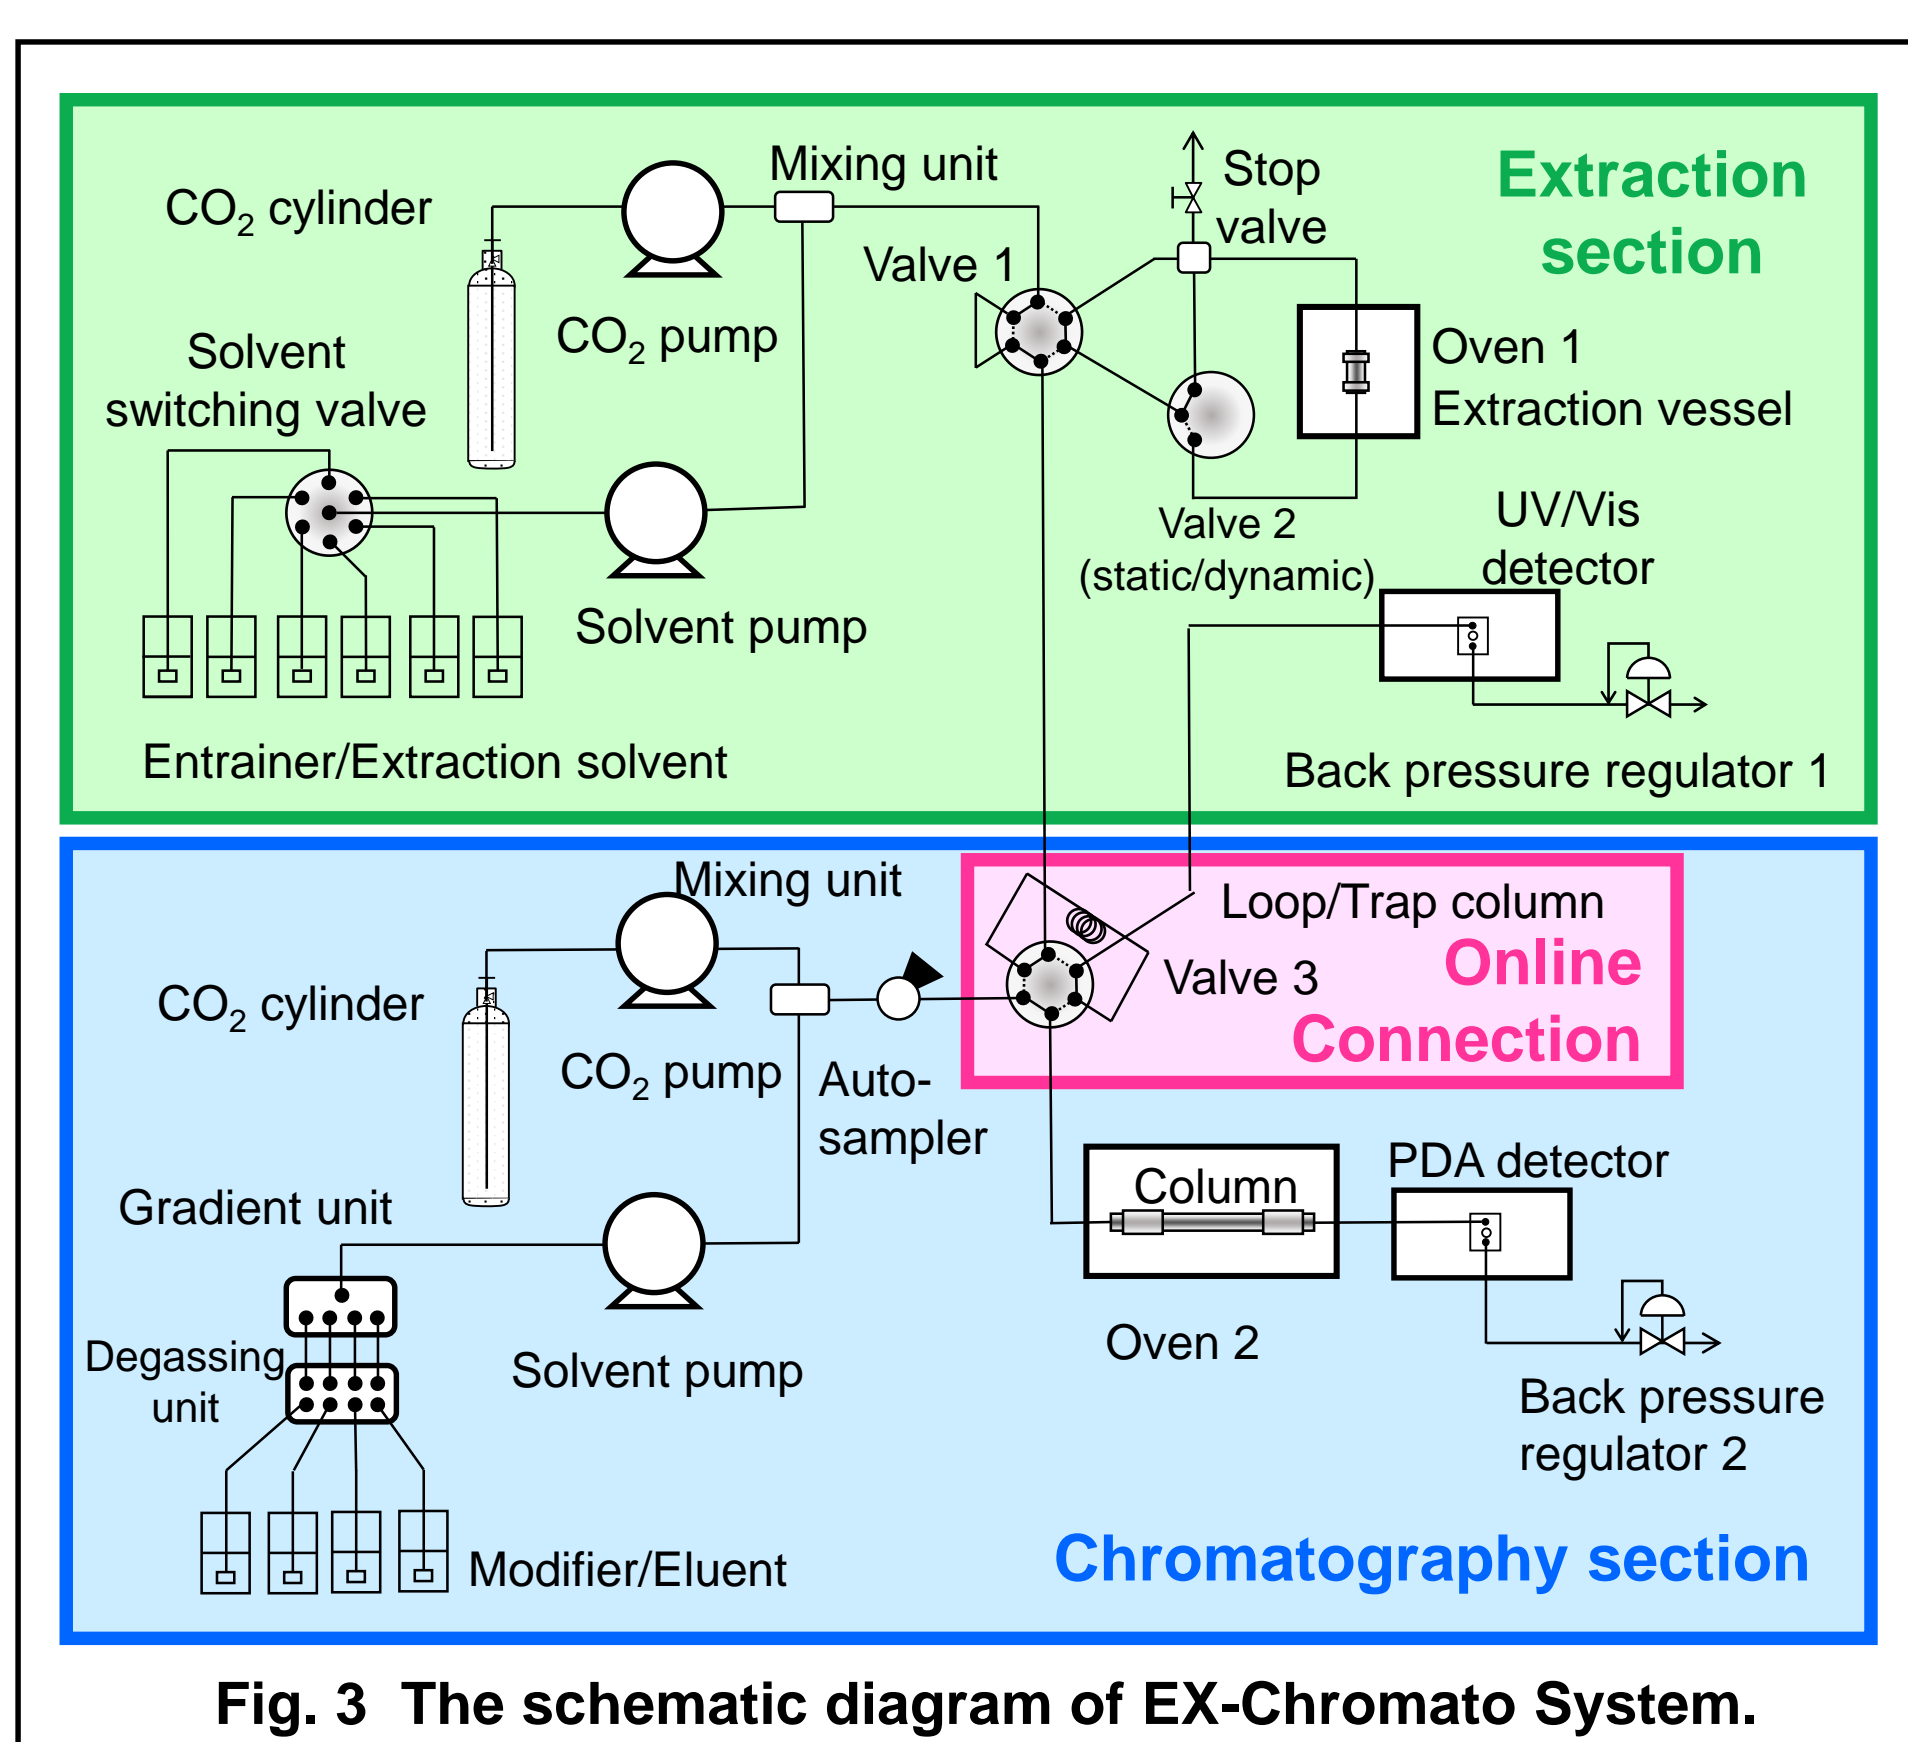 Extraction
section
Mixing unit
Stop
valve
CO₂ cylinder
Valve 1
CO₂ pump
Solvent
switching valve
Oven 1
Extraction vessel
UV/Vis
detector
Valve 2
(static/dynamic)
Solvent pump
Entrainer/Extraction solvent
Back pressure regulator 1
Mixing unit
Loop/Trap column
Online
Connection
Valve 3
CO₂ cylinder
CO₂ pump
Auto-
sampler
Column
PDA detector
Gradient unit
Oven 2
Degassing
unit
Solvent pump
Back pressure
regulator 2
Modifier/Eluent
Chromatography section
Fig. 3 The schematic diagram of EX-Chromato System.